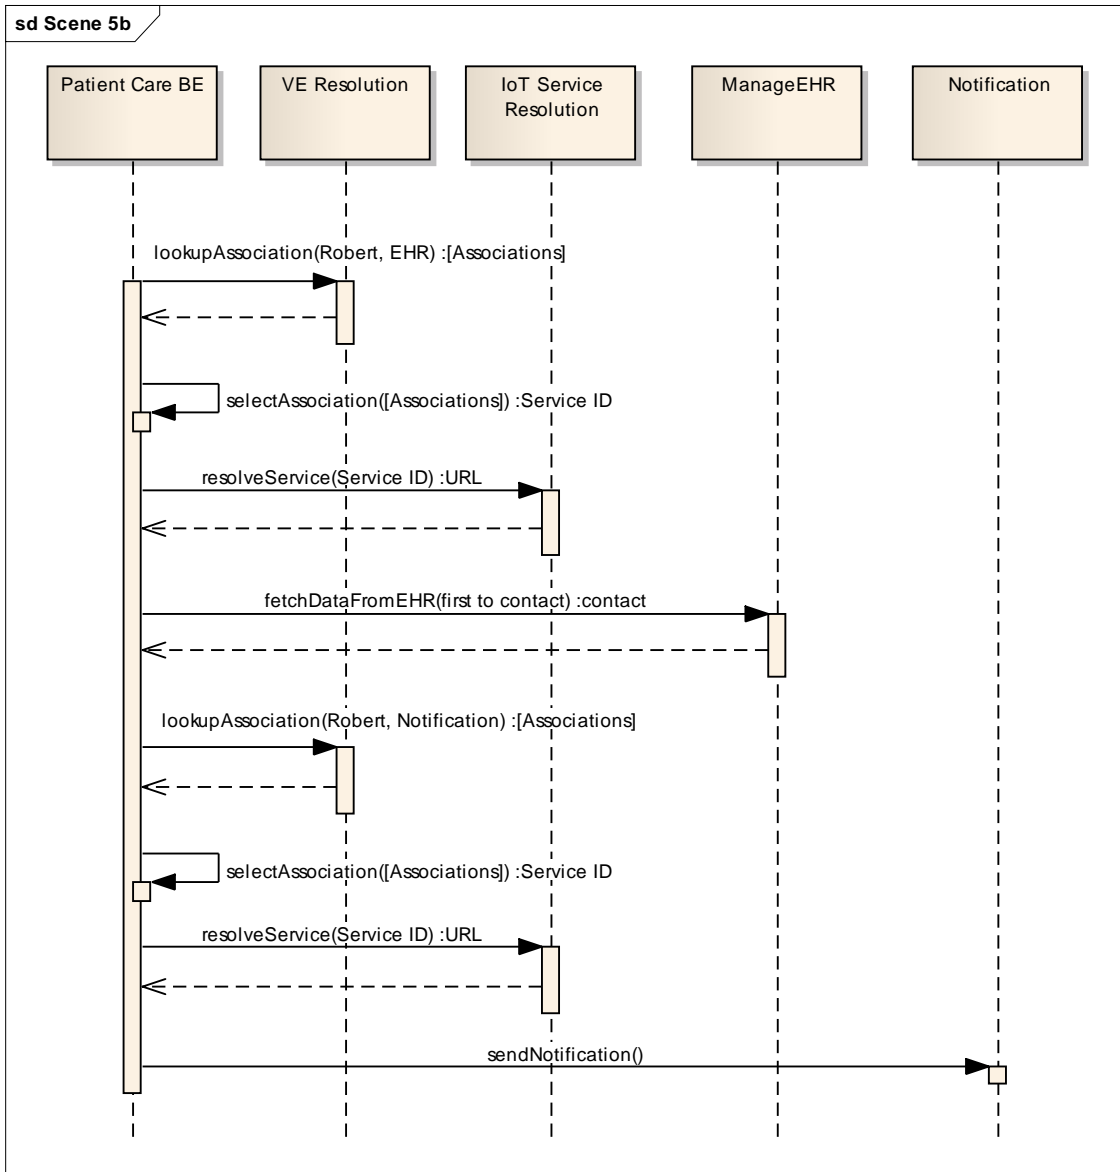 sd Scene 5b
Patient Care BE
VE Resolution
IoT Service
Resolution
ManageEHR
Notification
lookupAssociation(Robert, EHR) :[Associations]
selectAssociation([Associations]) :Service ID
resolveService(Service ID) :URL
fetchDataFromEHR(first to contact) :contact
lookupAssociation(Robert, Notification) :[Associations]
selectAssociation([Associations]) :Service ID
resolveService(Service ID) :URL
sendNotification()